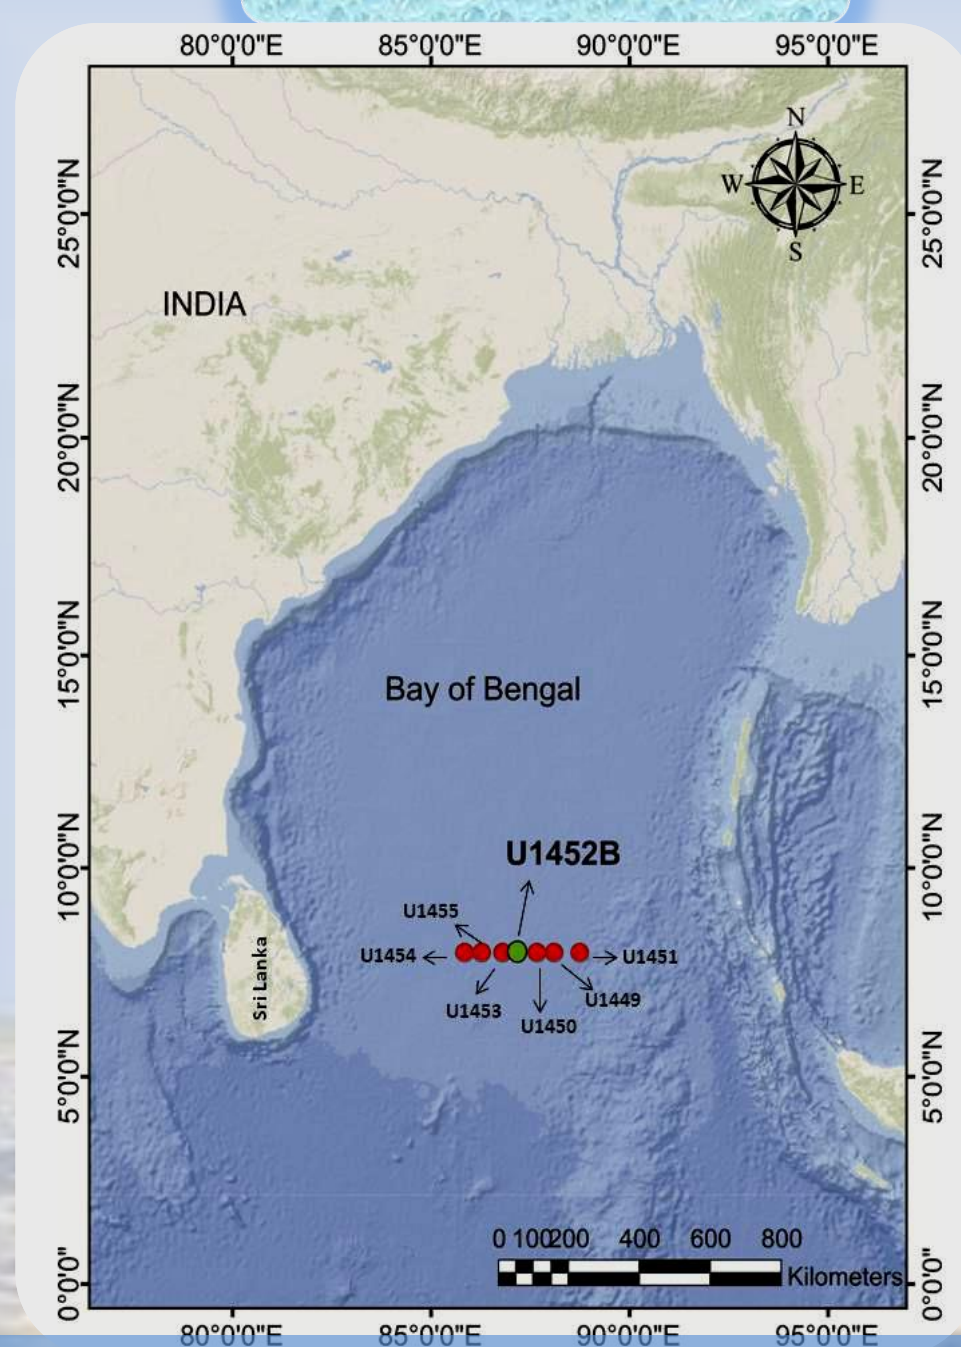 80°0'0"E 85°0'0"E 90°0'0"E 95°0'0"E
N
W E
S
25°0'0"N 25°0'0"N
INDIA
20°0'0"N 20°0'0"N
15°0'0"N 15°0'0"N
Bay of Bengal
10°0'0"N 10°0'0"N
U1452B
U1455
U1454 U1451
Sri Lanka
U1453 U1449
U1450
5°0'0"N 5°0'0"N
0 100200 400 600 800
Kilometers
0°0'0" 0°0'0"
80°0'0"E 85°0'0"E 90°0'0"E 95°0'0"E